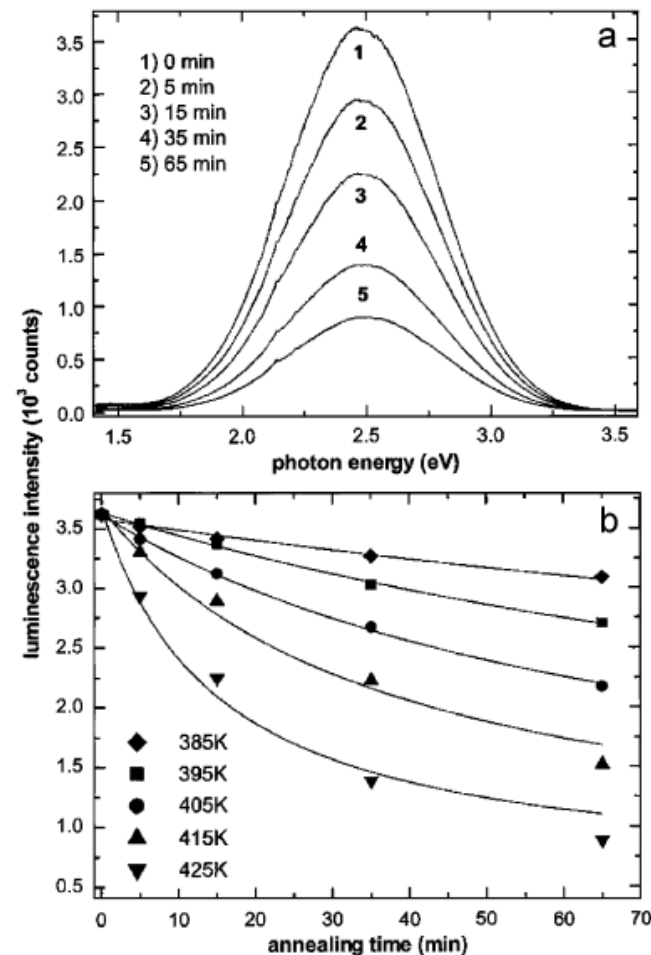 a
3.5
3.0
2.5
2.0
1.5
1.0
0.5
0.0
1) 0 min
2) 5 min
3) 15 min
4) 35 min
5) 65 min
1
2
3
4
5
1.5 2.0 2.5 3.0 3.5
photon energy (eV)
luminescence intensity (10³ counts)
b
3.5
3.0
2.5
2.0
1.5
1.0
0.5
385K
395K
405K
415K
425K
0 10 20 30 40 50 60 70
annealing time (min)